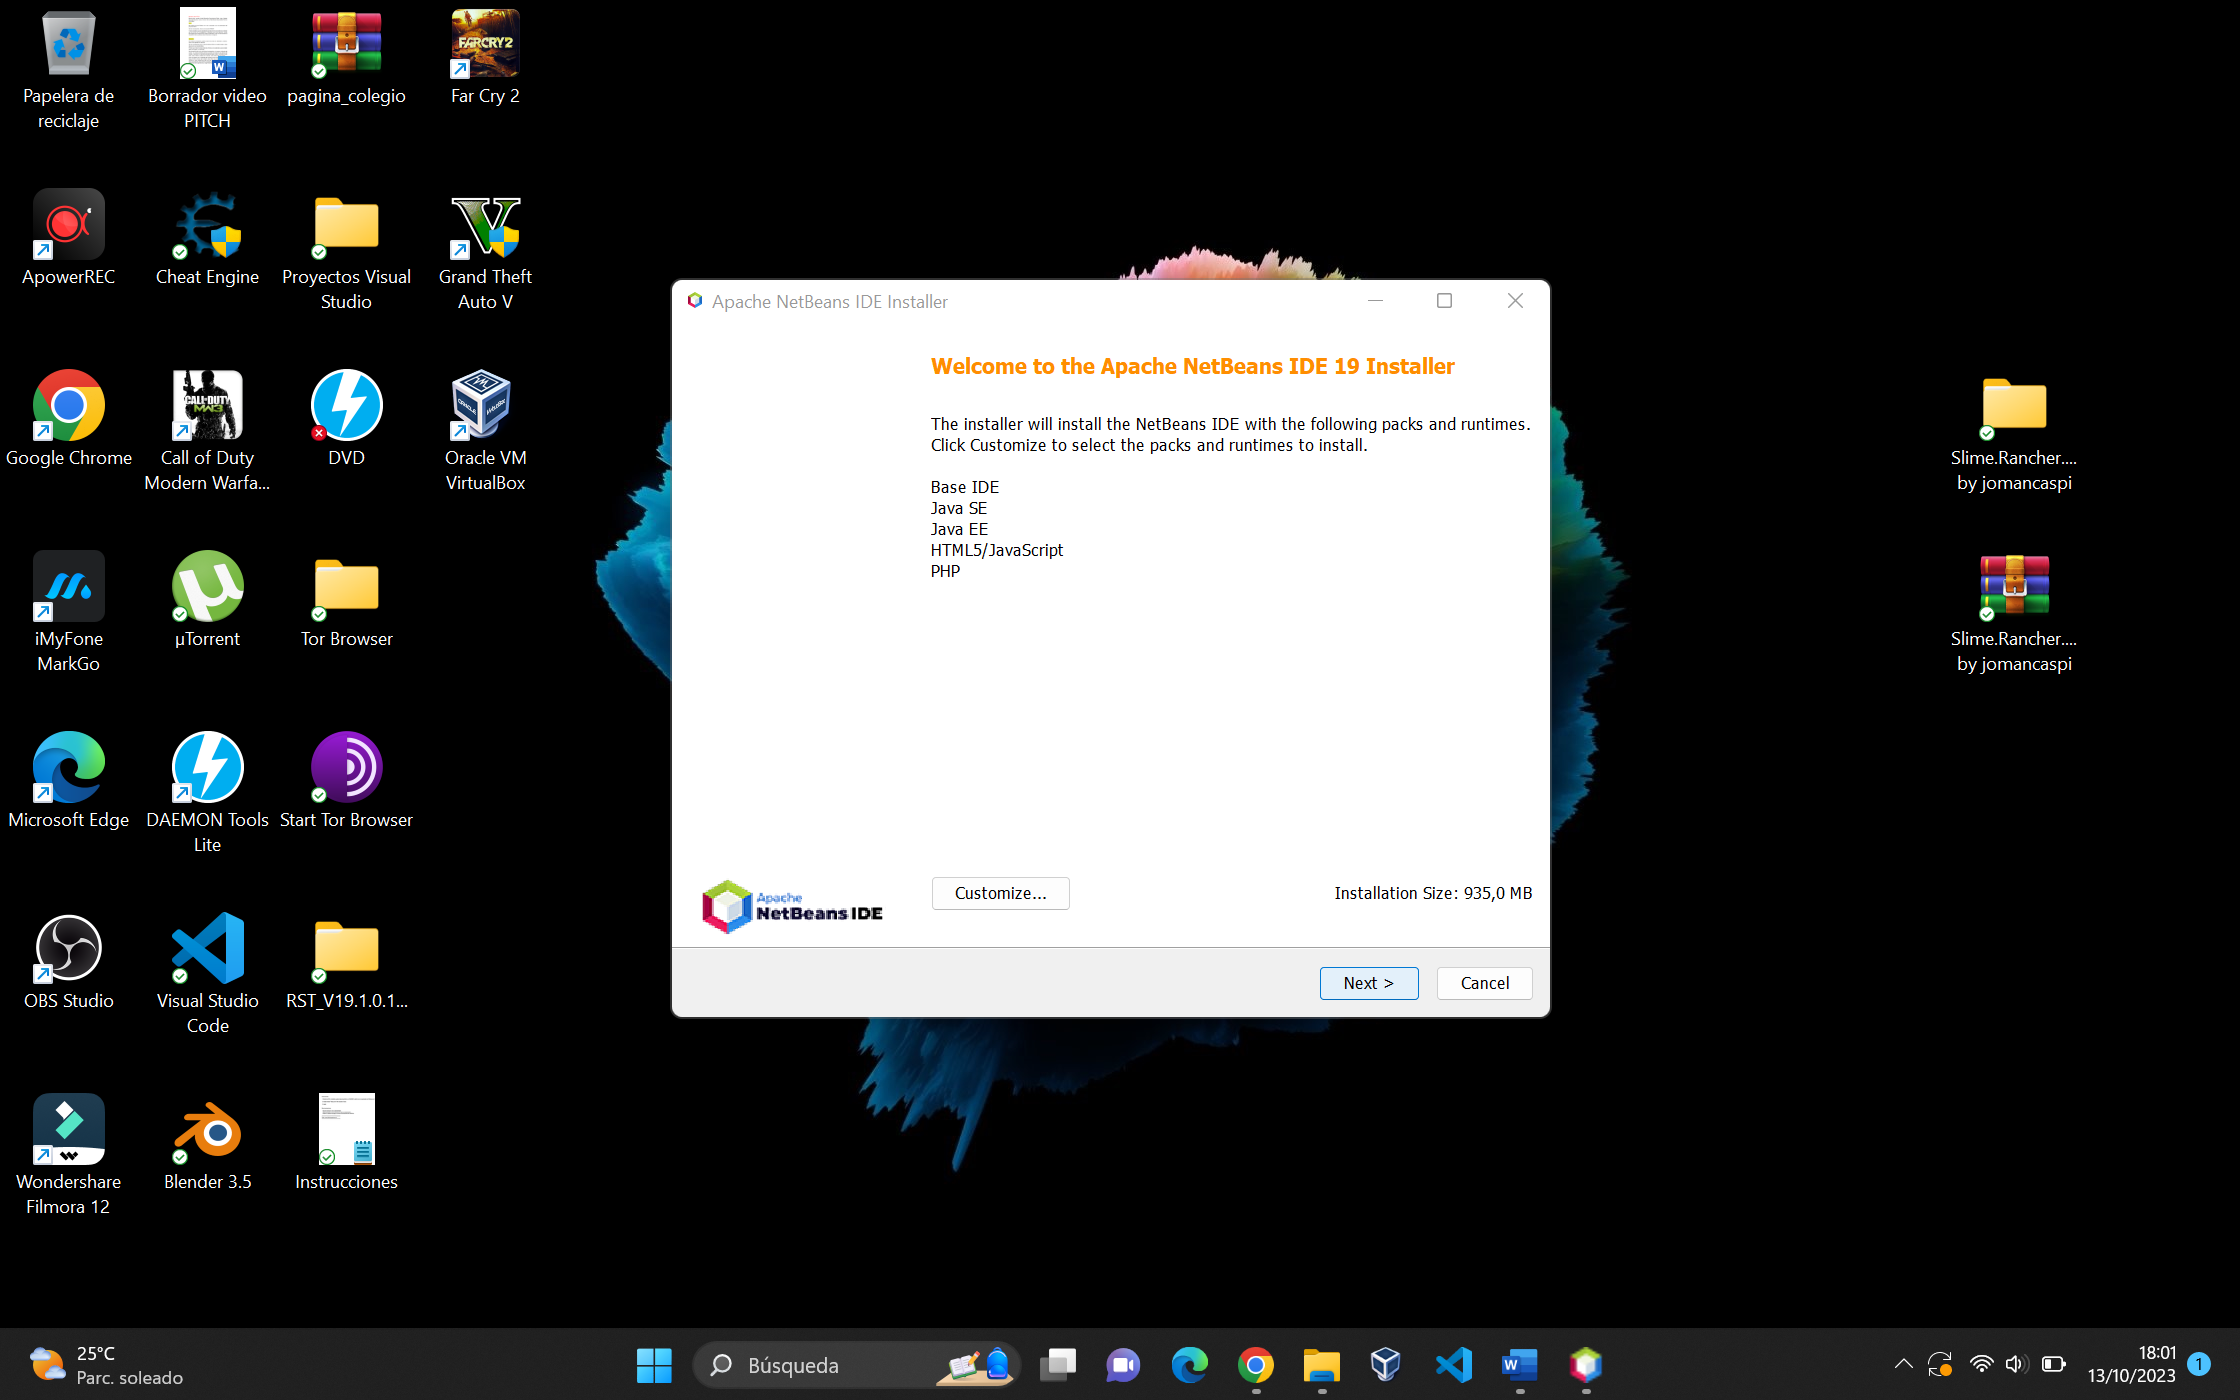 Papelera de
reciclaje
Borrador video
PITCH
pagina_colegio
FARCRY2
Far Cry 2
ApowerREC
Cheat Engine
Proyectos Visual
Studio
Grand Theft
Auto V
Google Chrome
CALL·DUTY
MW3
Call of Duty
Modern Warfa...
DVD
Oracle VM
VirtualBox
iMyFone
MarkGo
µTorrent
Tor Browser
Microsoft Edge
DAEMON Tools
Lite
Start Tor Browser
OBS Studio
Visual Studio
Code
RST_V19.1.0.1...
Wondershare
Filmora 12
Blender 3.5
Instrucciones
Apache NetBeans IDE Installer
Welcome to the Apache NetBeans IDE 19 Installer
The installer will install the NetBeans IDE with the following packs and runtimes.
Click Customize to select the packs and runtimes to install.
Base IDE
Java SE
Java EE
HTML5/JavaScript
PHP
Apache
NetBeans IDE
Customize...
Installation Size: 935,0 MB
Next >
Cancel
Slime.Rancher....
by jomancaspi
Slime.Rancher....
by jomancaspi
25°C
Parc. soleado
Búsqueda
18:01
13/10/2023
1